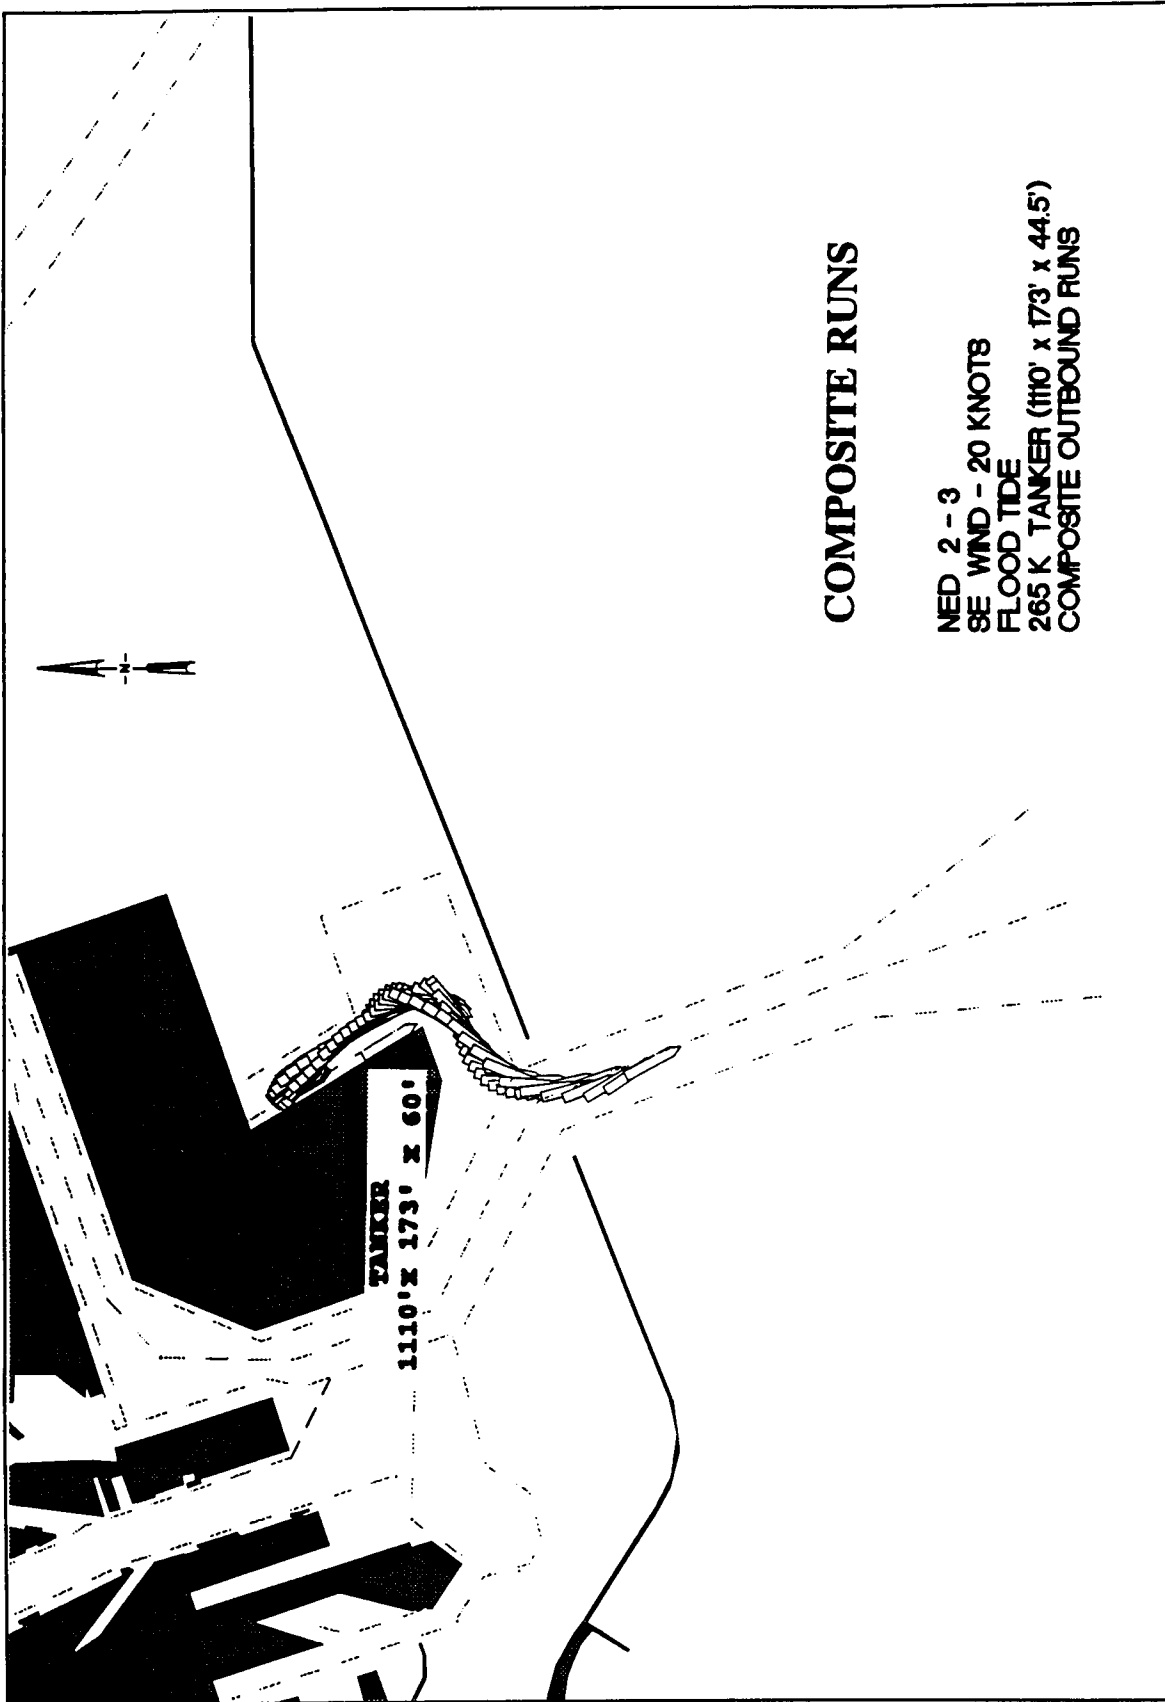 -N-
TANKER
1110'X 173' X 60'
COMPOSITE RUNS
NED 2 - 3
SE WIND - 20 KNOTS
FLOOD TIDE
265 K TANKER (1110' x 173' x 44.5')
COMPOSITE OUTBOUND RUNS